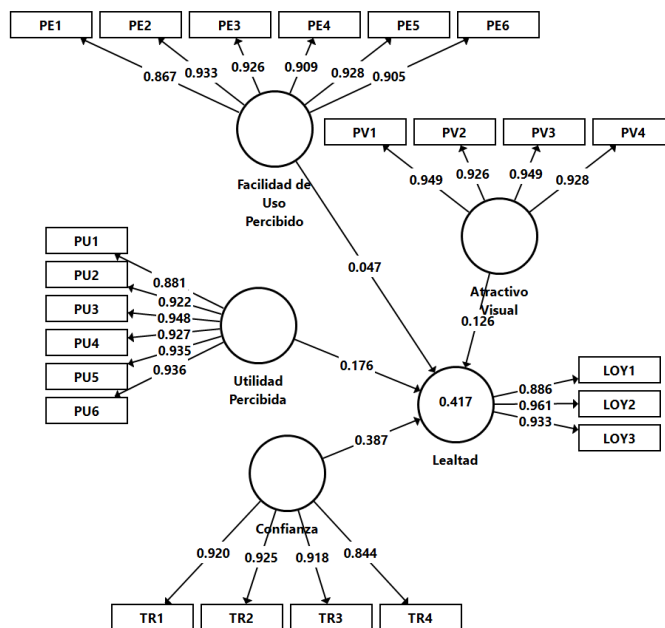 PE1 PE2 PE3 PE4 PE5 PE6
0.867 0.933 0.926 0.909 0.928 0.905
Facilidad de
Uso
Percibido
PV1 PV2 PV3 PV4
0.949 0.926 0.949 0.928
Atractivo
Visual
0.047
0.126
PU1
PU2
PU3
PU4
PU5
PU6
0.881
0.922
0.948
0.927
0.935
0.936
Utilidad
Percibida
0.176
0.417
Lealtad
0.886
0.961
0.933
LOY1
LOY2
LOY3
0.387
Confianza
0.920 0.925 0.918 0.844
TR1 TR2 TR3 TR4